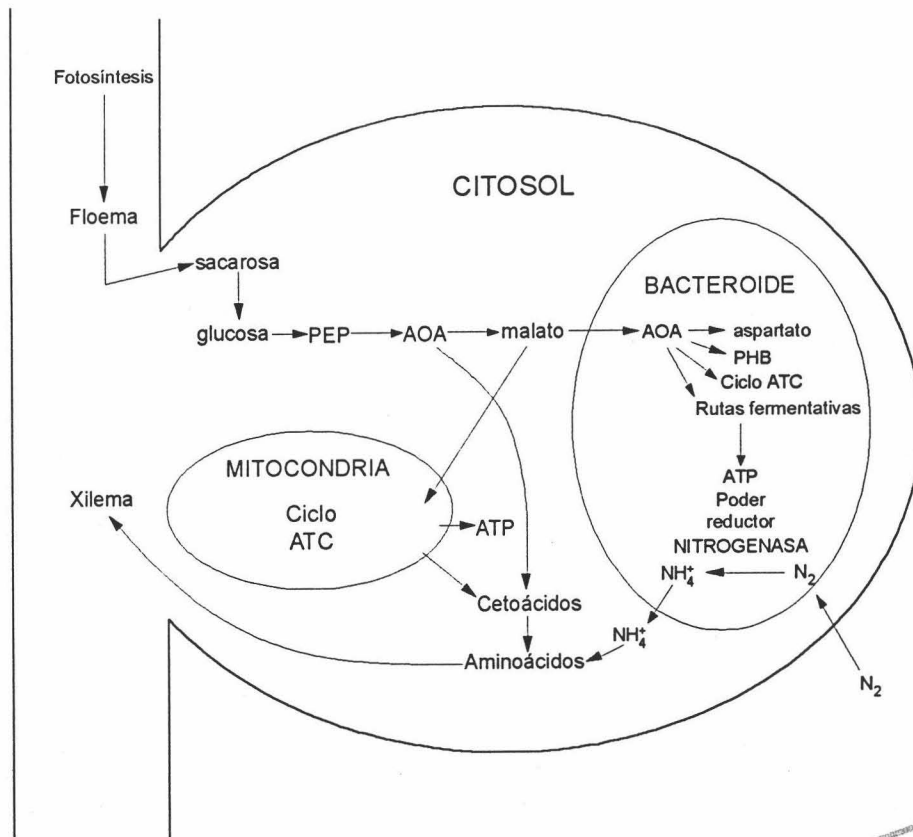 Fotosíntesis
Floema
CITOSOL
sacarosa
glucosa
PEP
AOA
malato
BACTEROIDE
AOA
aspartato
PHB
Ciclo ATC
Rutas fermentativas
ATP
Poder
reductor
NITROGENASA
NH₄⁺
N₂
MITOCONDRIA
Ciclo
ATC
ATP
Xilema
Cetoácidos
NH₄⁺
Aminoácidos
N₂